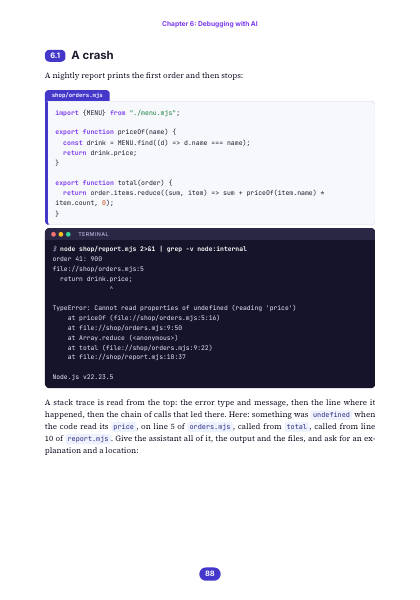 Chapter 6: Debugging with AI
6.1 A crash
A nightly report prints the first order and then stops:
shop/orders.mjs
import {MENU} from "./menu.mjs";
export function priceOf(name) {
  const drink = MENU.find((d) => d.name === name);
  return drink.price;
}
export function total(order) {
  return order.items.reduce((sum, item) => sum + priceOf(item.name) *
item.count, 0);
}
TERMINAL
$ node shop/report.mjs 2>&1 | grep -v node:internal
order 41: 900
file://shop/orders.mjs:5
  return drink.price;
               ^
TypeError: Cannot read properties of undefined (reading 'price')
    at priceOf (file://shop/orders.mjs:5:16)
    at file://shop/orders.mjs:9:50
    at Array.reduce (<anonymous>)
    at total (file://shop/orders.mjs:9:22)
    at file://shop/report.mjs:10:37
Node.js v22.23.5
A stack trace is read from the top: the error type and message, then the line where it
happened, then the chain of calls that led there. Here: something was undefined when
the code read its price, on line 5 of orders.mjs, called from total, called from line
10 of report.mjs. Give the assistant all of it, the output and the files, and ask for an ex-
planation and a location:
88